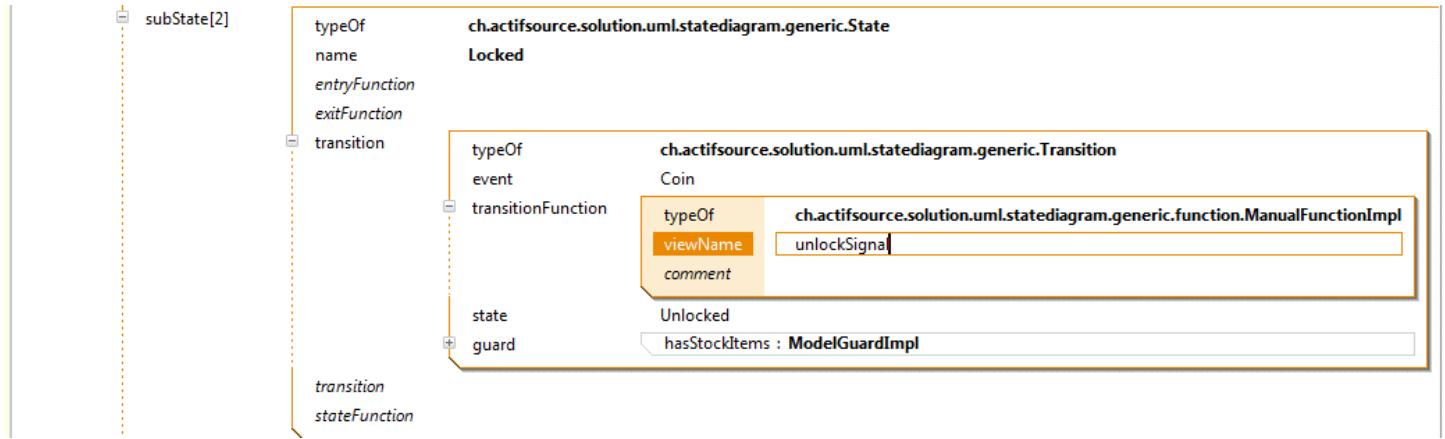 subState[2]
typeOf ch.actifsource.solution.uml.statediagram.generic.State
name Locked
entryFunction
exitFunction
transition
typeOf ch.actifsource.solution.uml.statediagram.generic.Transition
event Coin
transitionFunction
typeOf ch.actifsource.solution.uml.statediagram.generic.function.ManualFunctionImpl
viewName unlockSignal
comment
state Unlocked
guard hasStockItems : ModelGuardImpl
transition
stateFunction